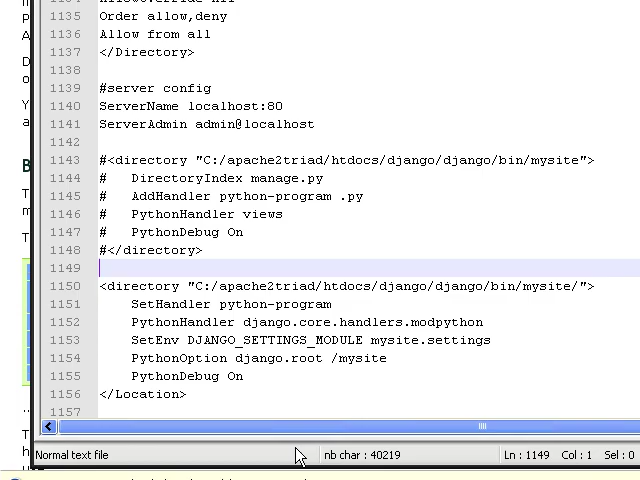 1135 Order allow,deny
1136 Allow from all
1137 </Directory>
1138
1139 #server config
1140 ServerName localhost:80
1141 ServerAdmin admin@localhost
1142
1143 #<directory "C:/apache2triad/htdocs/django/django/bin/mysite">
1144 #   DirectoryIndex manage.py
1145 #   AddHandler python-program .py
1146 #   PythonHandler views
1147 #   PythonDebug On
1148 #</directory>
1149
1150 <directory "C:/apache2triad/htdocs/django/django/bin/mysite/">
1151     SetHandler python-program
1152     PythonHandler django.core.handlers.modpython
1153     SetEnv DJANGO_SETTINGS_MODULE mysite.settings
1154     PythonOption django.root /mysite
1155     PythonDebug On
1156 </Location>
1157
Normal text file nb char : 40219 Ln : 1149 Col : 1 Sel : 0